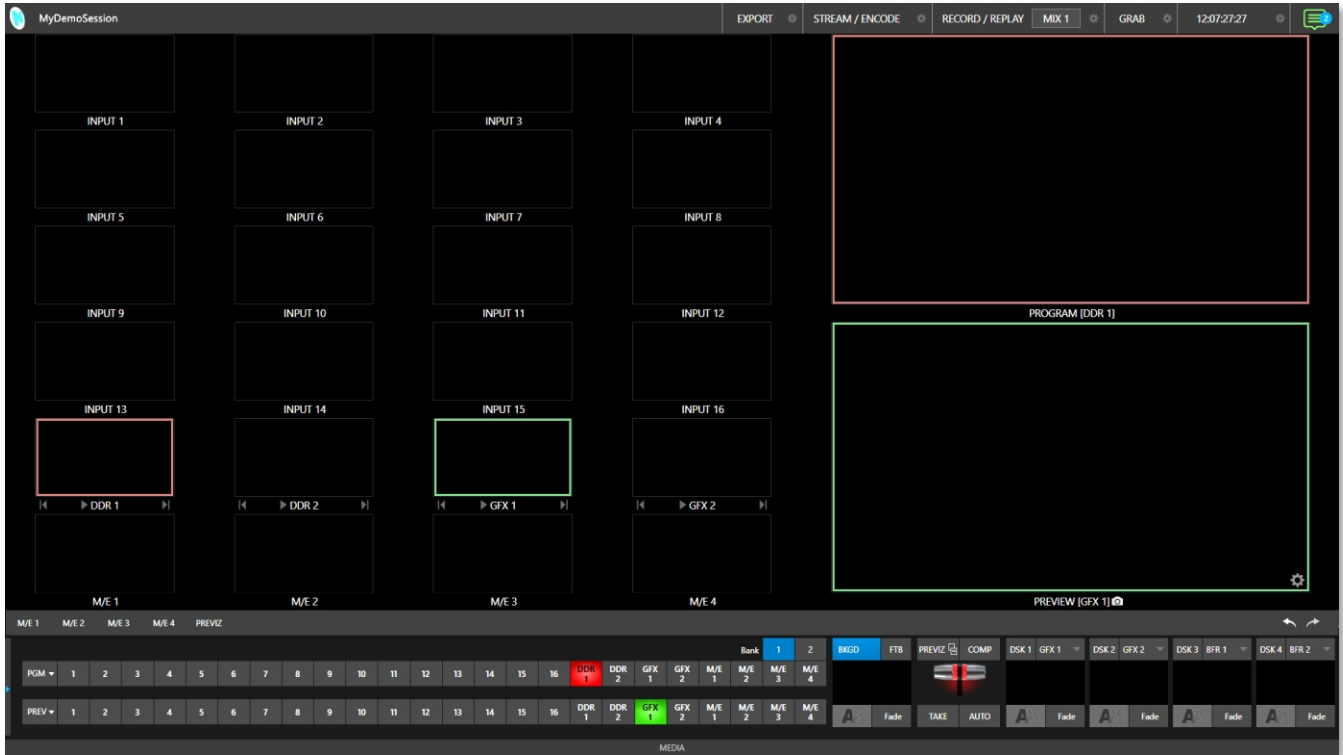 MyDemoSession EXPORT STREAM / ENCODE RECORD / REPLAY MIX 1 GRAB 12:07:27:27 2
INPUT 1 INPUT 2 INPUT 3 INPUT 4
INPUT 5 INPUT 6 INPUT 7 INPUT 8
INPUT 9 INPUT 10 INPUT 11 INPUT 12
PROGRAM [DDR 1]
INPUT 13 INPUT 14 INPUT 15 INPUT 16
DDR 1 DDR 2 GFX 1 GFX 2
M/E 1 M/E 2 M/E 3 M/E 4
PREVIEW [GFX 1]
M/E 1 M/E 2 M/E 3 M/E 4 PREVIZ
Bank 1 2 BKGD FTB PREVIZ COMP DSK 1 GFX 1 DSK 2 GFX 2 DSK 3 BFR 1 DSK 4 BFR 2
PGM 1 2 3 4 5 6 7 8 9 10 11 12 13 14 15 16 DDR 1 DDR 2 GFX 1 GFX 2 M/E 1 M/E 2 M/E 3 M/E 4
PREV 1 2 3 4 5 6 7 8 9 10 11 12 13 14 15 16 DDR 1 DDR 2 GFX 1 GFX 2 M/E 1 M/E 2 M/E 3 M/E 4
Fade TAKE AUTO Fade Fade Fade Fade
MEDIA